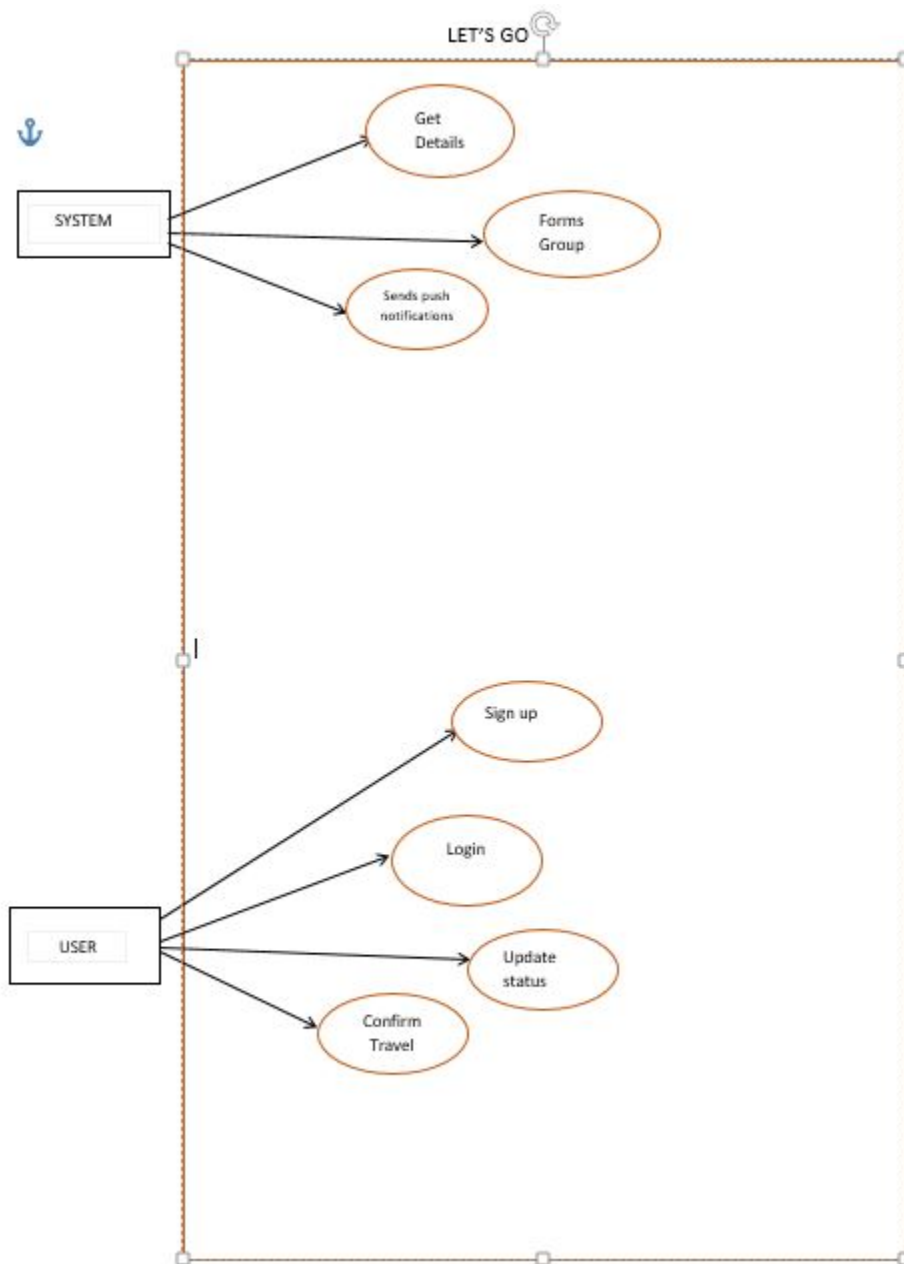 LET'S GO
Get
Details
SYSTEM
Forms
Group
Sends push
notifications
Sign up
Login
USER
Update
status
Confirm
Travel